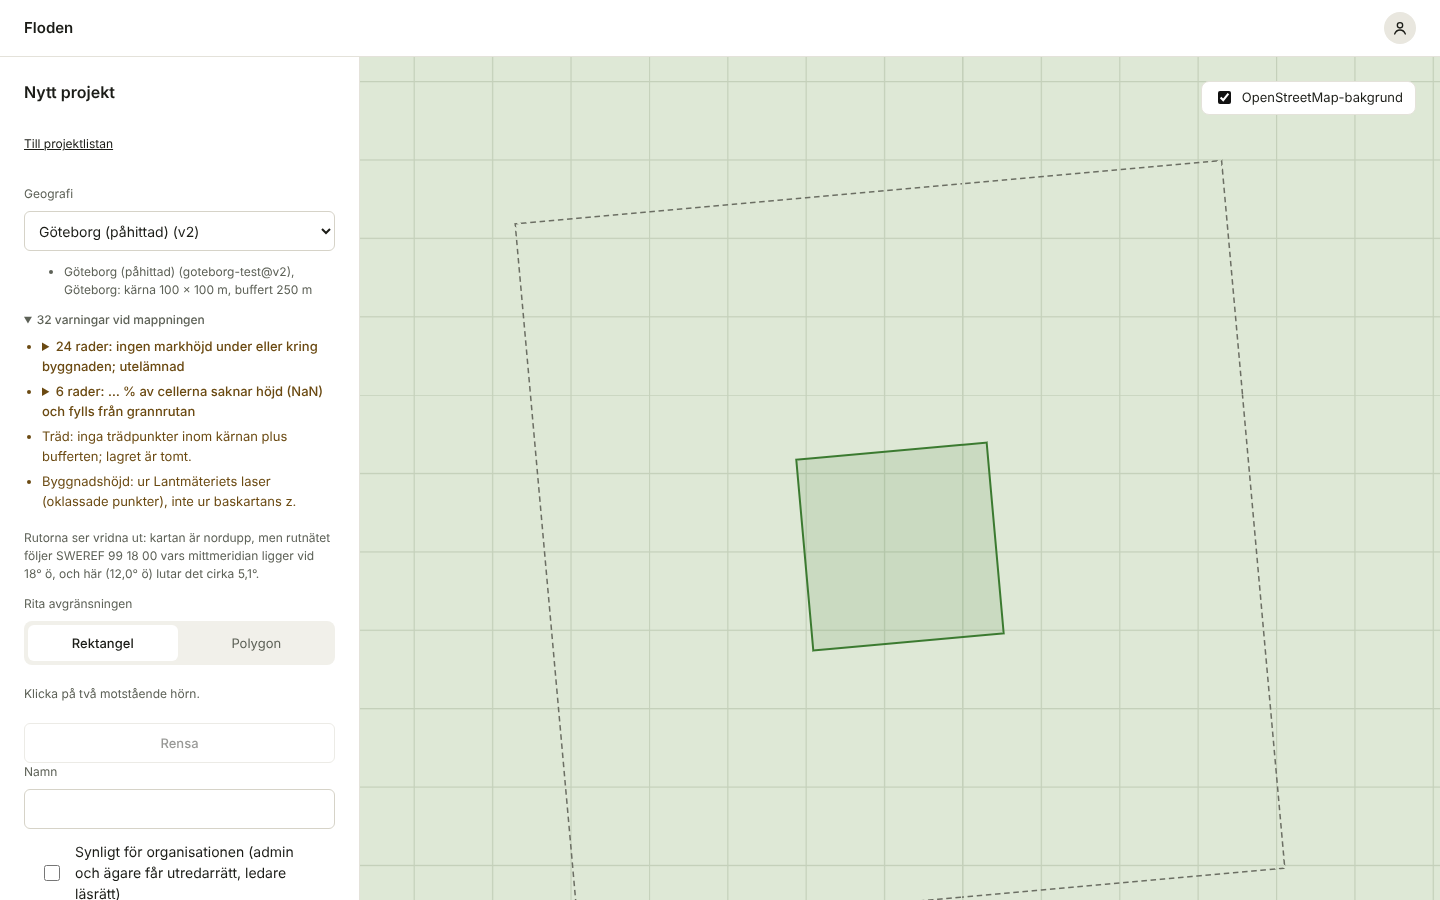 Floden
Nytt projekt
Till projektlistan
Geografi
Göteborg (påhittad) (v2)
Göteborg (påhittad) (goteborg-test@v2),
Göteborg: kärna 100 × 100 m, buffert 250 m
32 varningar vid mappningen
24 rader: ingen markhöjd under eller kring
byggnaden; utelämnad
6 rader: ... % av cellerna saknar höjd (NaN)
och fylls från grannrutan
Träd: inga trädpunkter inom kärnan plus
bufferten; lagret är tomt.
Byggnadshöjd: ur Lantmäteriets laser
(oklassade punkter), inte ur baskartans z.
Rutorna ser vridna ut: kartan är nordupp, men rutnätet
följer SWEREF 99 18 00 vars mittmeridian ligger vid
18° ö, och här (12,0° ö) lutar det cirka 5,1°.
Rita avgränsningen
Rektangel
Polygon
Klicka på två motstående hörn.
Rensa
Namn
Synligt för organisationen (admin
och ägare får utredarrätt, ledare
läsrätt)
OpenStreetMap-bakgrund